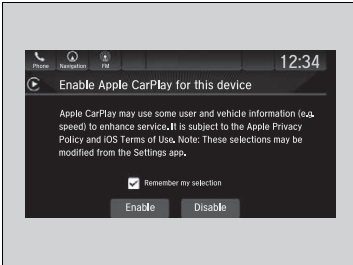 Phone Navigation FM 12:34
Enable Apple CarPlay for this device
Apple CarPlay may use some user and vehicle information (e.g.
speed) to enhance service. It is subject to the Apple Privacy
Policy and iOS Terms of Use. Note: These selections may be
modified from the Settings app.
Remember my selection
Enable Disable